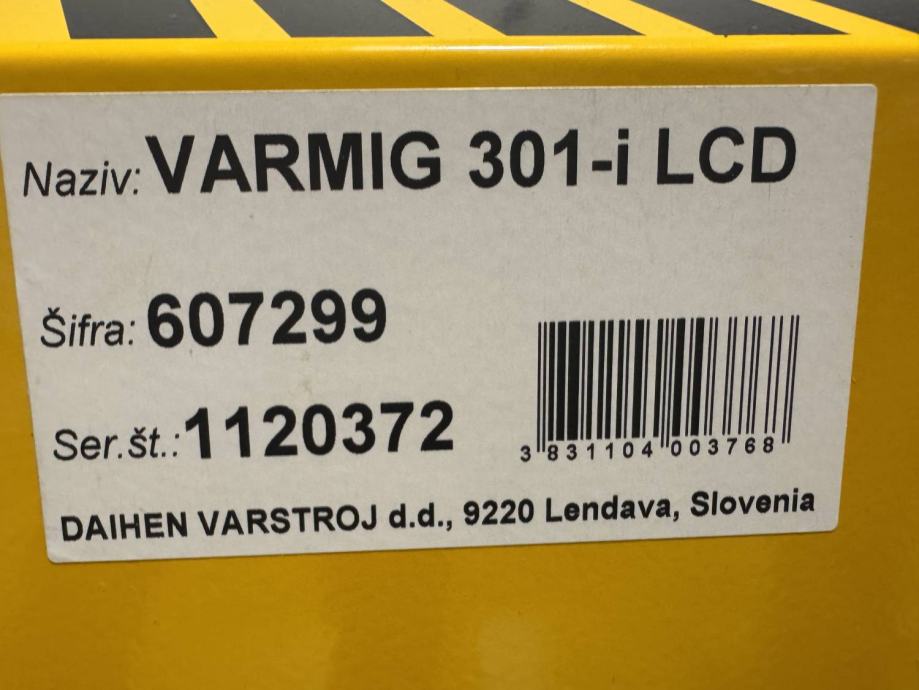 Naziv: VARMIG 301-i LCD
Šifra: 607299
Ser.št.: 1120372
3 831104 003768
DAIHEN VARSTROJ d.d., 9220 Lendava, Slovenia